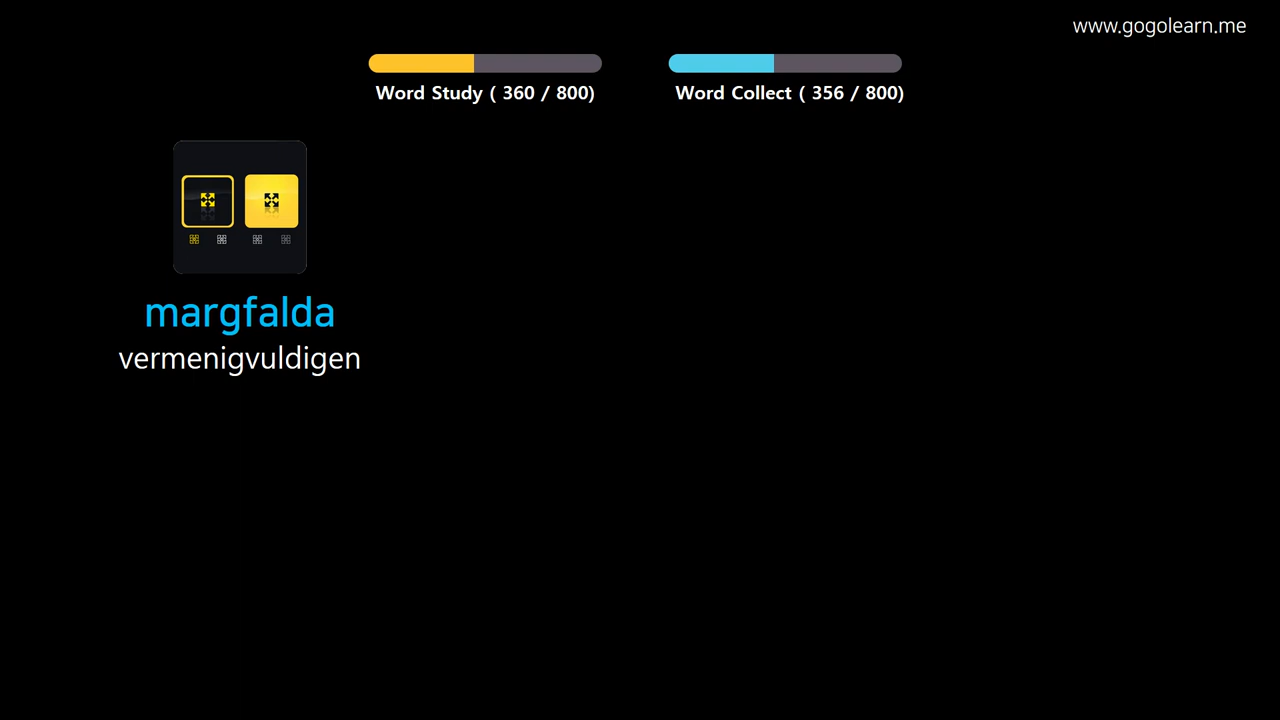 www.gogolearn.me
Word Study ( 360 / 800)
Word Collect ( 356 / 800)
margfalda
vermenigvuldigen